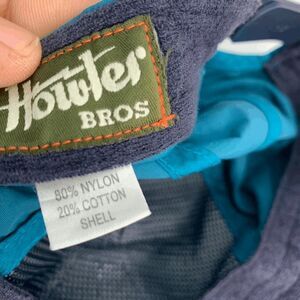 Howler
BROS
80% NYLON
20% COTTON
SHELL